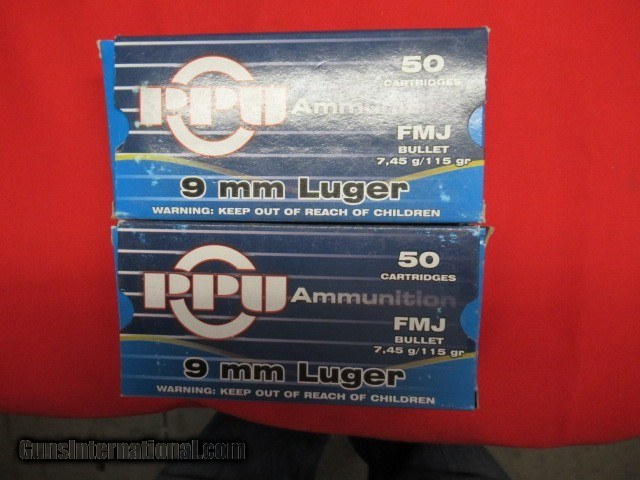 50
CARTRIDGES
PPU Ammunition
FMJ
BULLET
7,45 g/115 gr
9 mm Luger
WARNING: KEEP OUT OF REACH OF CHILDREN
50
CARTRIDGES
PPU Ammunition
FMJ
BULLET
7,45 g/115 gr
9 mm Luger
WARNING: KEEP OUT OF REACH OF CHILDREN
GunsInternational.com